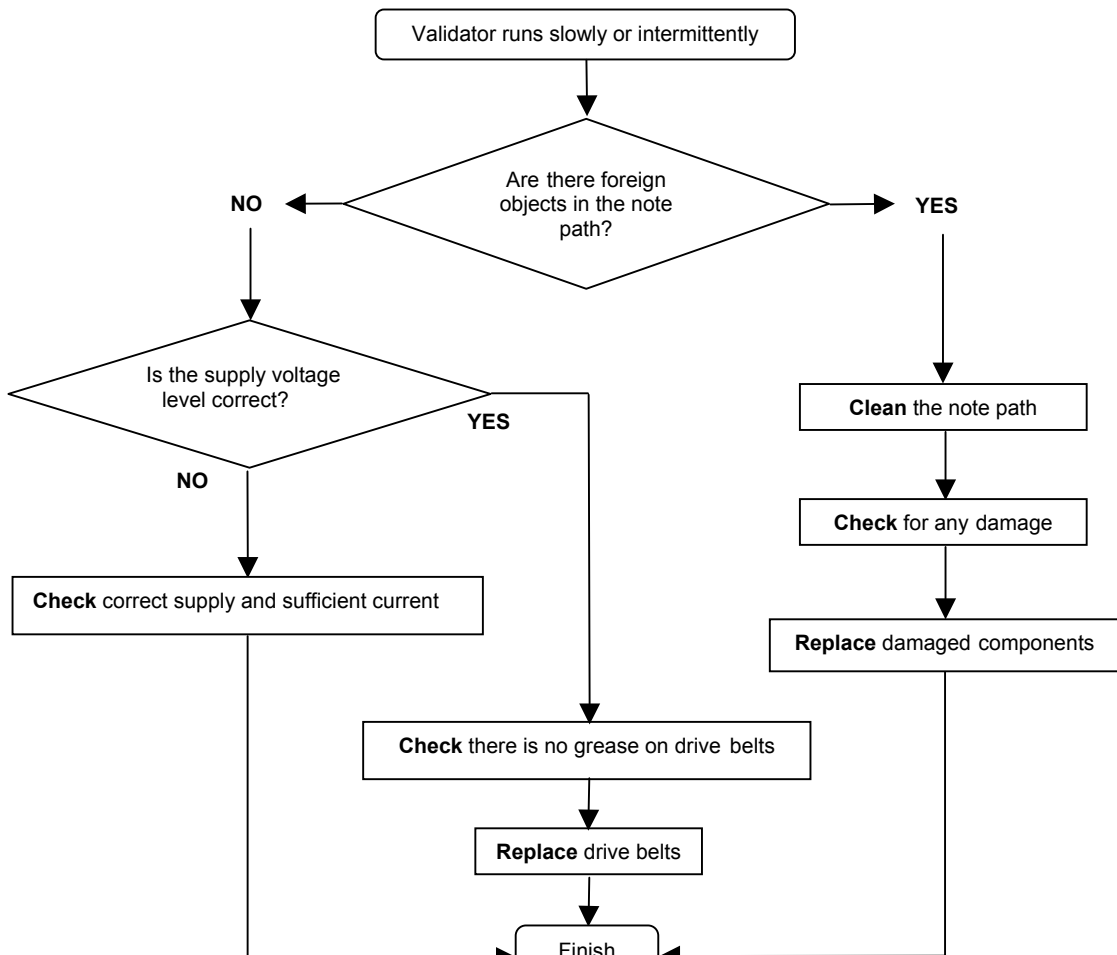 Validator runs slowly or intermittently
Are there foreign
objects in the note
path?
NO
YES
Is the supply voltage
level correct?
YES
NO
Clean the note path
Check for any damage
Replace damaged components
Check correct supply and sufficient current
Check there is no grease on drive belts
Replace drive belts
Finish